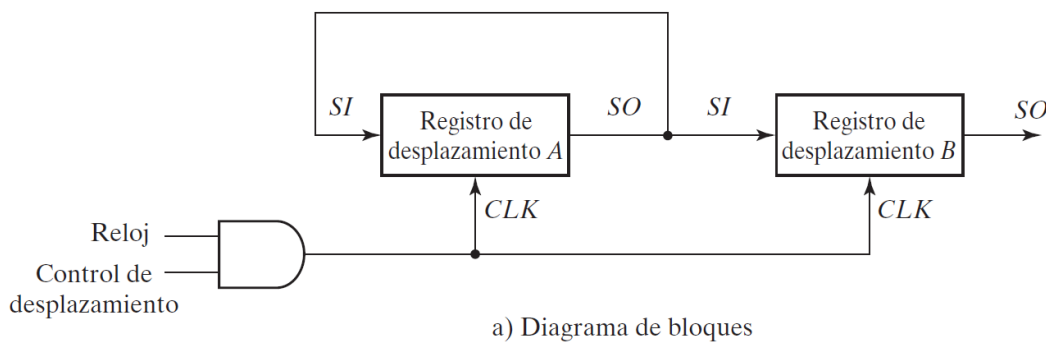 SI
Registro de
desplazamiento A
SO
SI
Registro de
desplazamiento B
SO
CLK
CLK
Reloj
Control de
desplazamiento
a) Diagrama de bloques